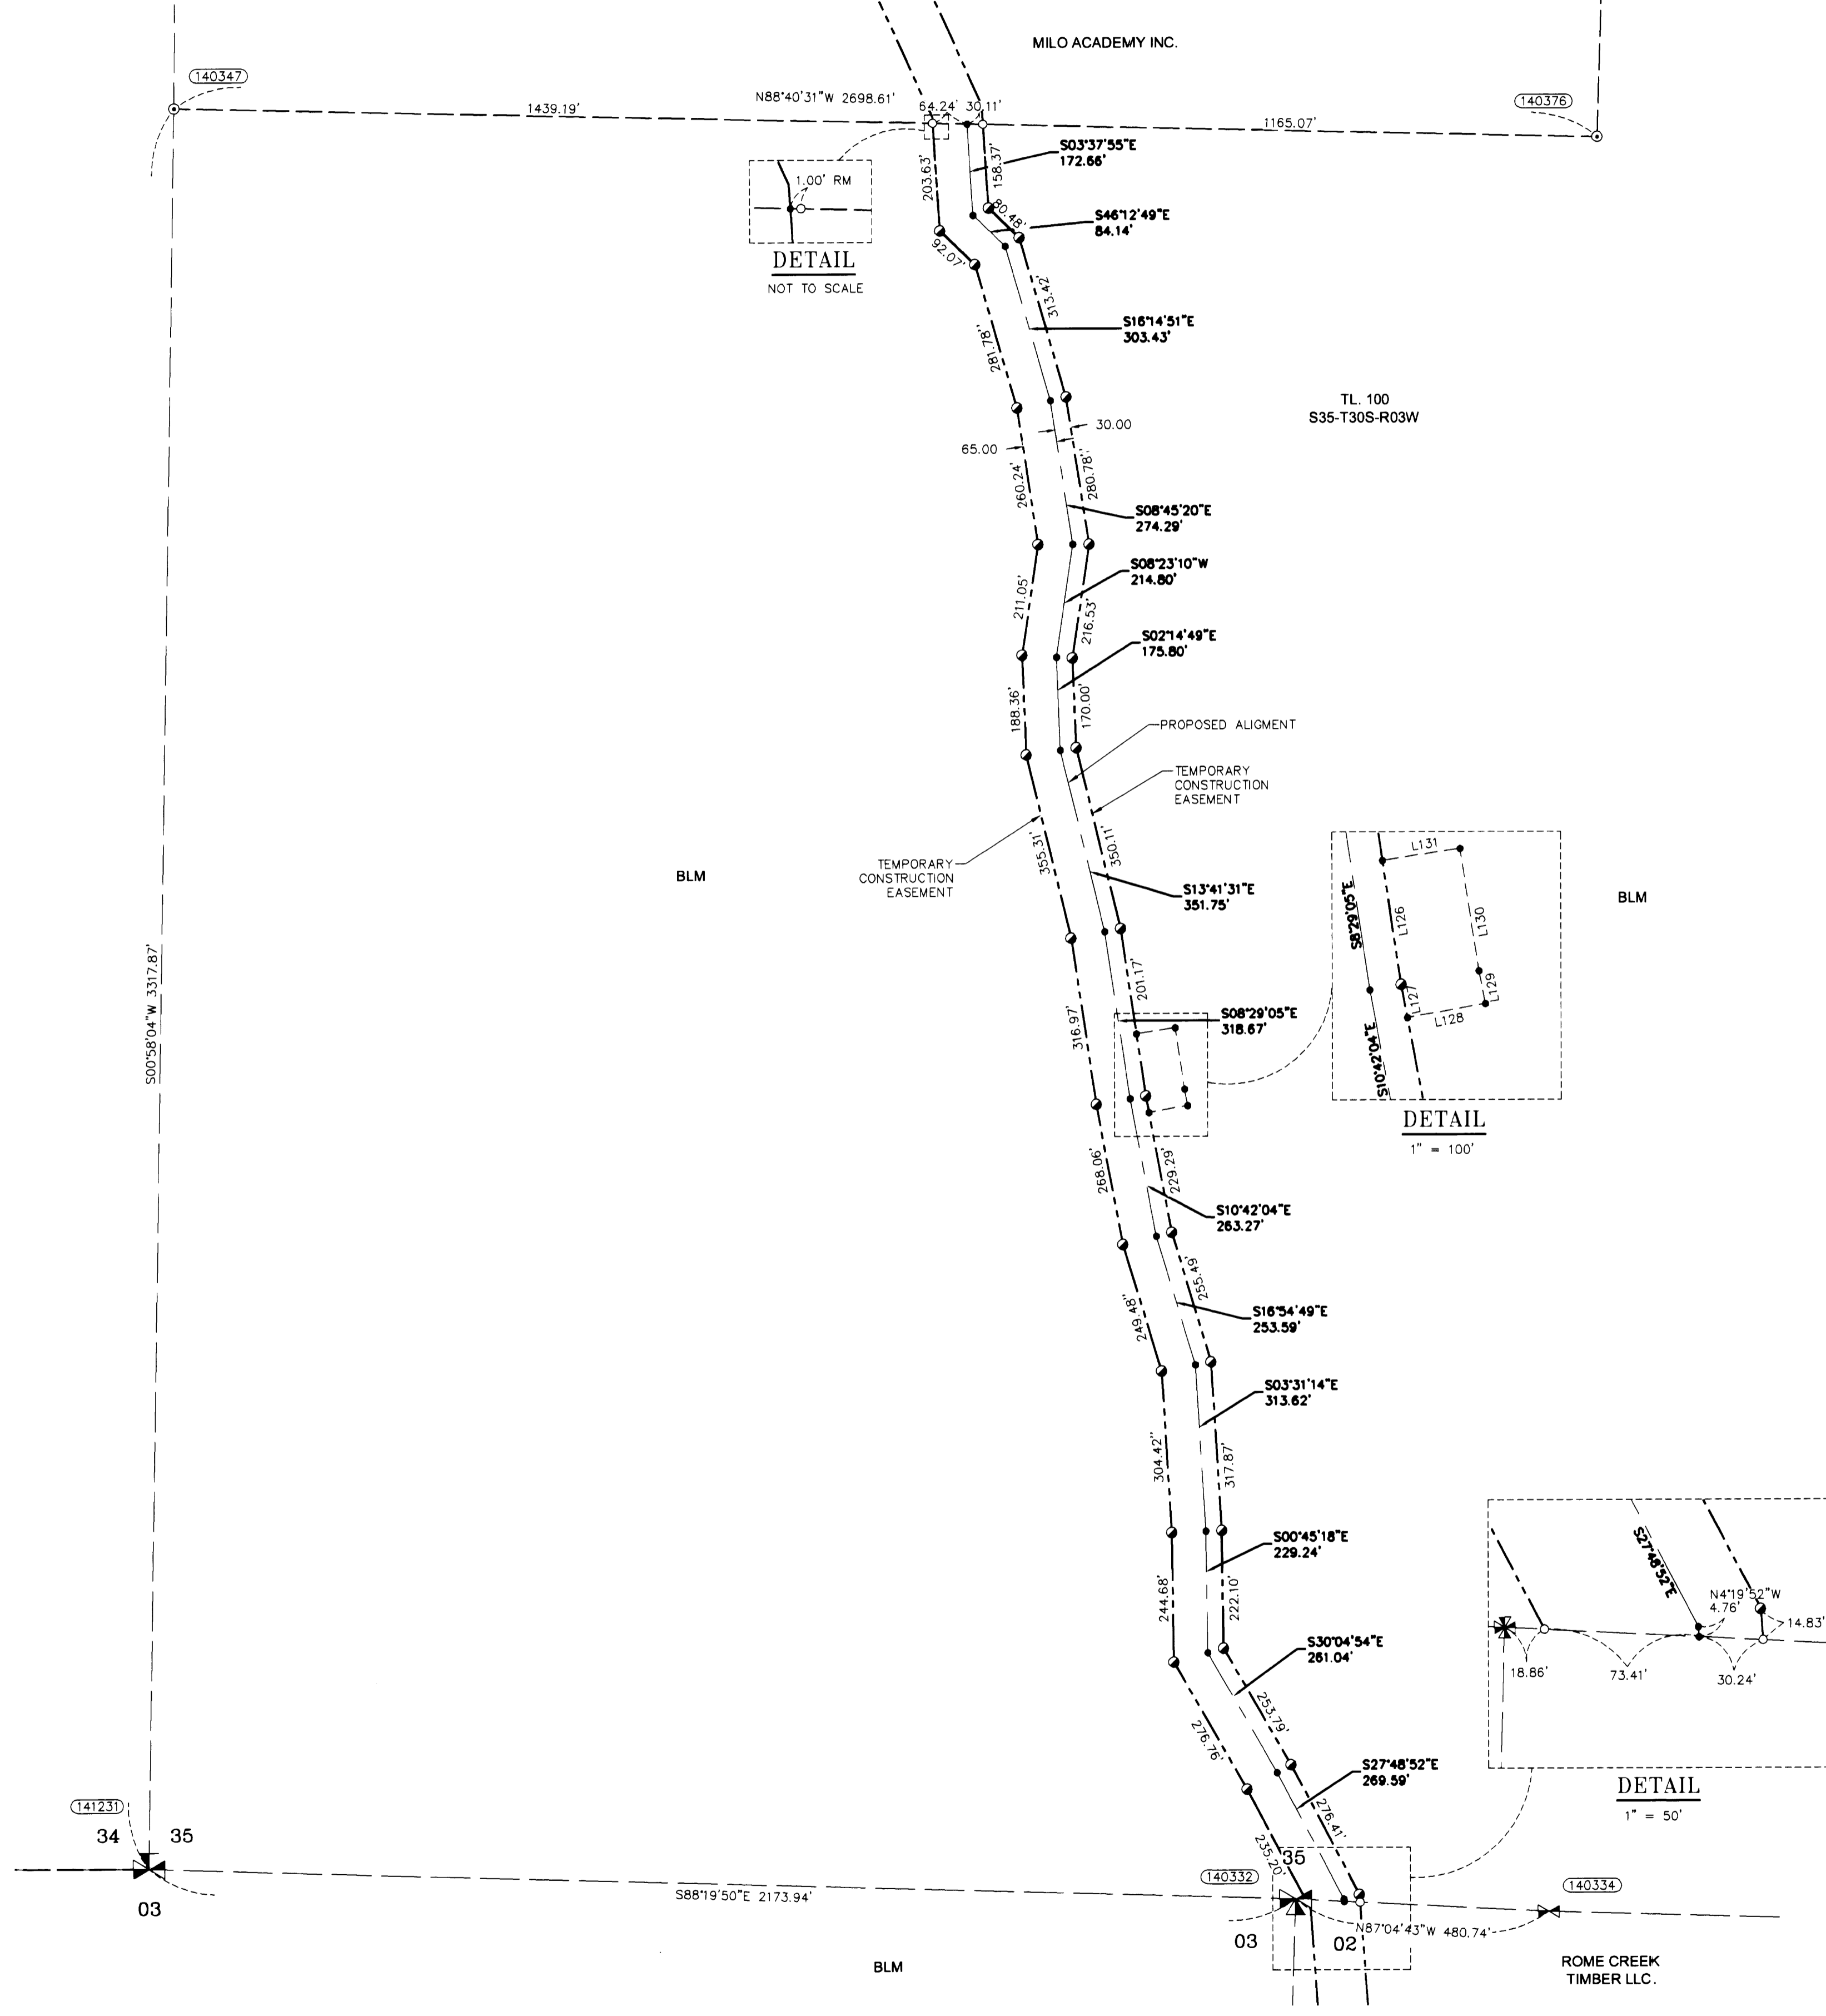 MILO ACADEMY INC.
140347
140376
N88°40'31"W 2698.61'
1439.19'
64.24'
30.11'
1165.07'
S03°37'55"E
172.66'
203.63'
158.37'
1.00' RM
DETAIL
NOT TO SCALE
80.48'
S46°12'49"E
84.14'
92.07'
313.42'
281.78"
S16°14'51"E
303.43'
TL. 100
S35-T30S-R03W
30.00
65.00
260.24'
280.78"
S08°45'20"E
274.29'
S08°23'10"W
214.80'
211.05'
216.53'
S02°14'49"E
175.80'
188.36'
170.00'
PROPOSED ALIGMENT
TEMPORARY
CONSTRUCTION
EASEMENT
355.31'
350.11'
TEMPORARY
CONSTRUCTION
EASEMENT
BLM
S13°41'31"E
351.75'
BLM
L131
S8°29'05"E
L126
L130
L127
L129
L128
S10°42'04"E
DETAIL
1" = 100'
S00°58'04"W 3317.87'
201.17'
316.97'
S08°29'05"E
318.67'
268.06'
229.29'
S10°42'04"E
263.27'
255.49'
249.48"
S16°54'49"E
253.59'
S03°31'14"E
313.62'
304.42"
317.87'
S00°45'18"E
229.24'
244.68'
222.10'
S27°48'52"E
N4°19'52"W
4.76'
14.83'
18.86'
73.41'
30.24'
DETAIL
1" = 50'
S30°04'54"E
261.04'
253.79'
276.76'
S27°48'52"E
269.59'
276.41'
235.20'
141231
34
35
03
S88°19'50"E 2173.94'
35
140332
140334
N87°04'43"W 480.74'
03
02
BLM
ROME CREEK
TIMBER LLC.